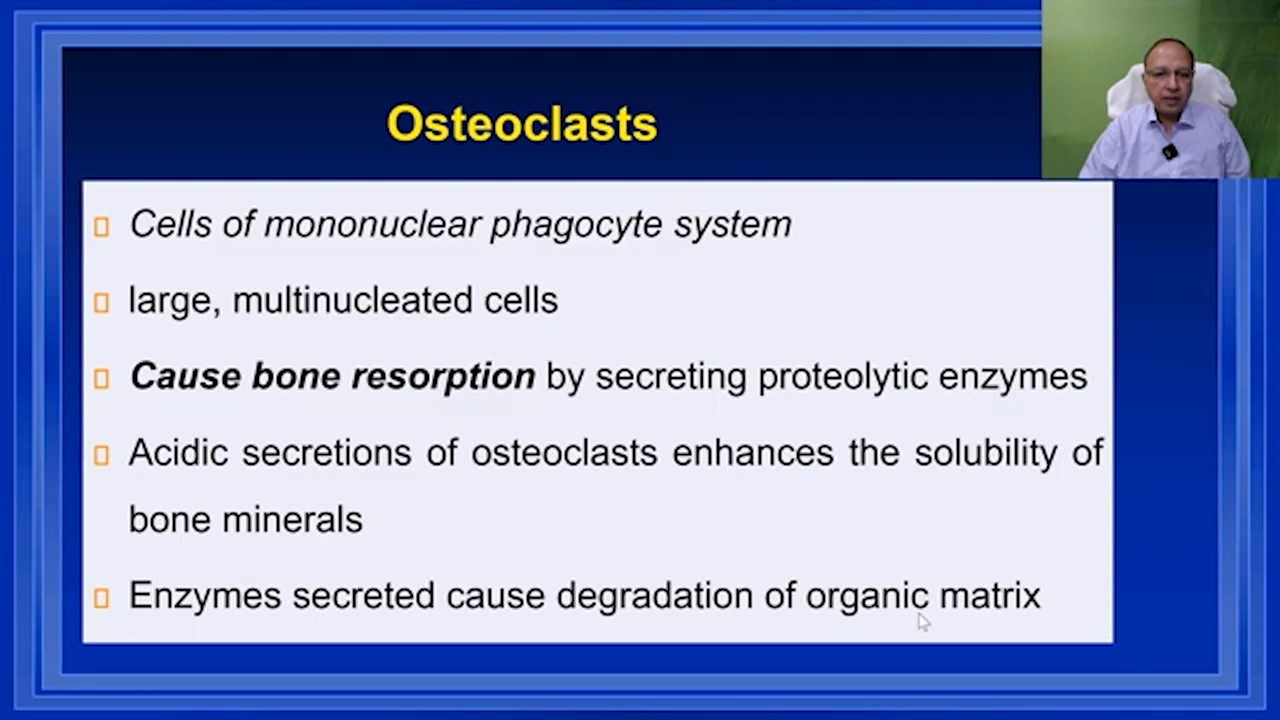 Osteoclasts
Cells of mononuclear phagocyte system
large, multinucleated cells
Cause bone resorption by secreting proteolytic enzymes
Acidic secretions of osteoclasts enhances the solubility of
bone minerals
Enzymes secreted cause degradation of organic matrix